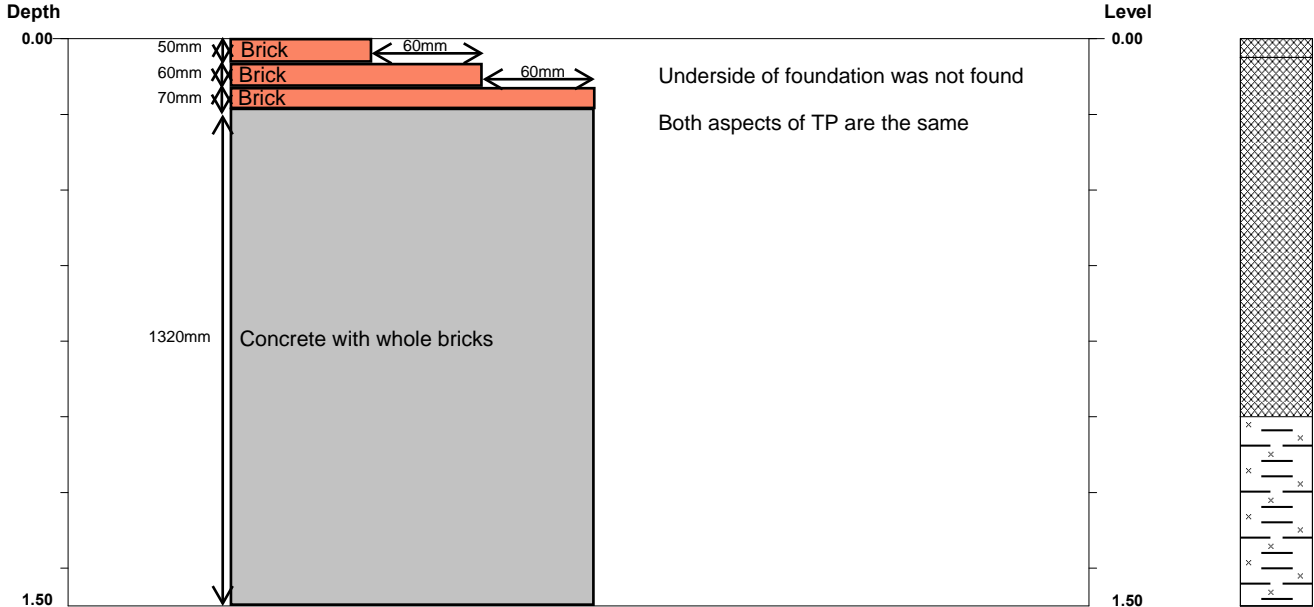 Depth
Level
0.00
50mm
Brick
60mm
0.00
60mm
Brick
60mm
Underside of foundation was not found
70mm
Brick
Both aspects of TP are the same
1320mm
Concrete with whole bricks
1.50
1.50